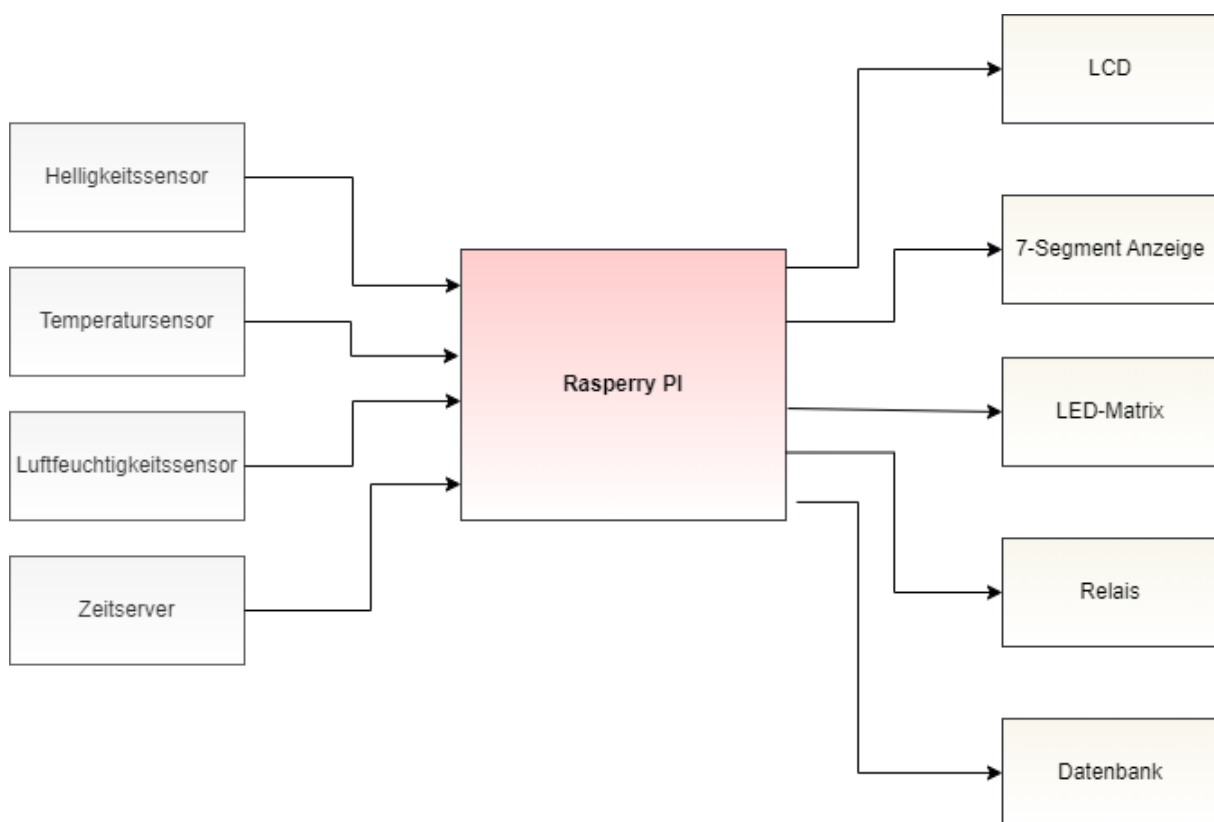 LCD
Helligkeitssensor
7-Segment Anzeige
Temperatursensor
Rasperry PI
LED-Matrix
Luftfeuchtigkeitssensor
Relais
Zeitserver
Datenbank